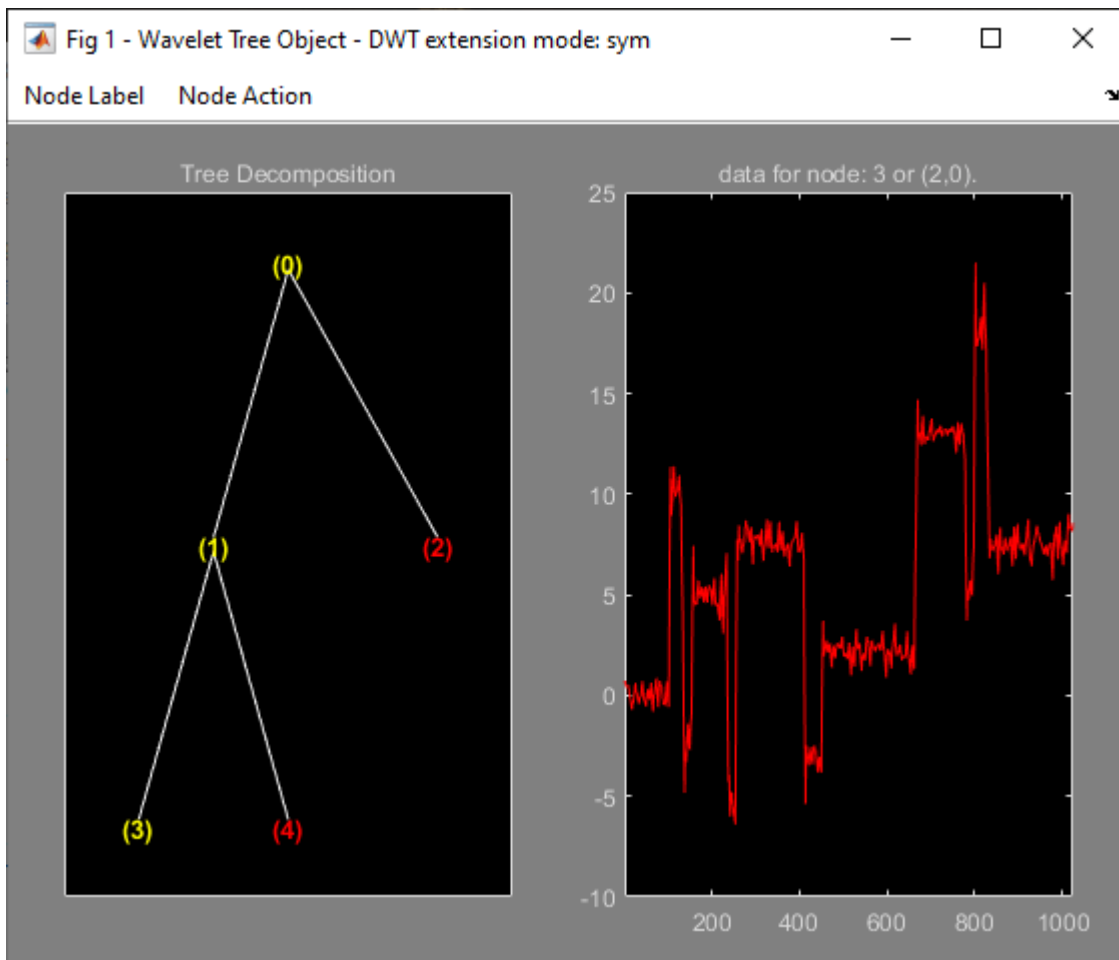 Fig 1 - Wavelet Tree Object - DWT extension mode: sym
Node Label Node Action
Tree Decomposition
(0)
(1)
(2)
(3)
(4)
data for node: 3 or (2,0).
25
20
15
10
5
0
-5
-10
200 400 600 800 1000